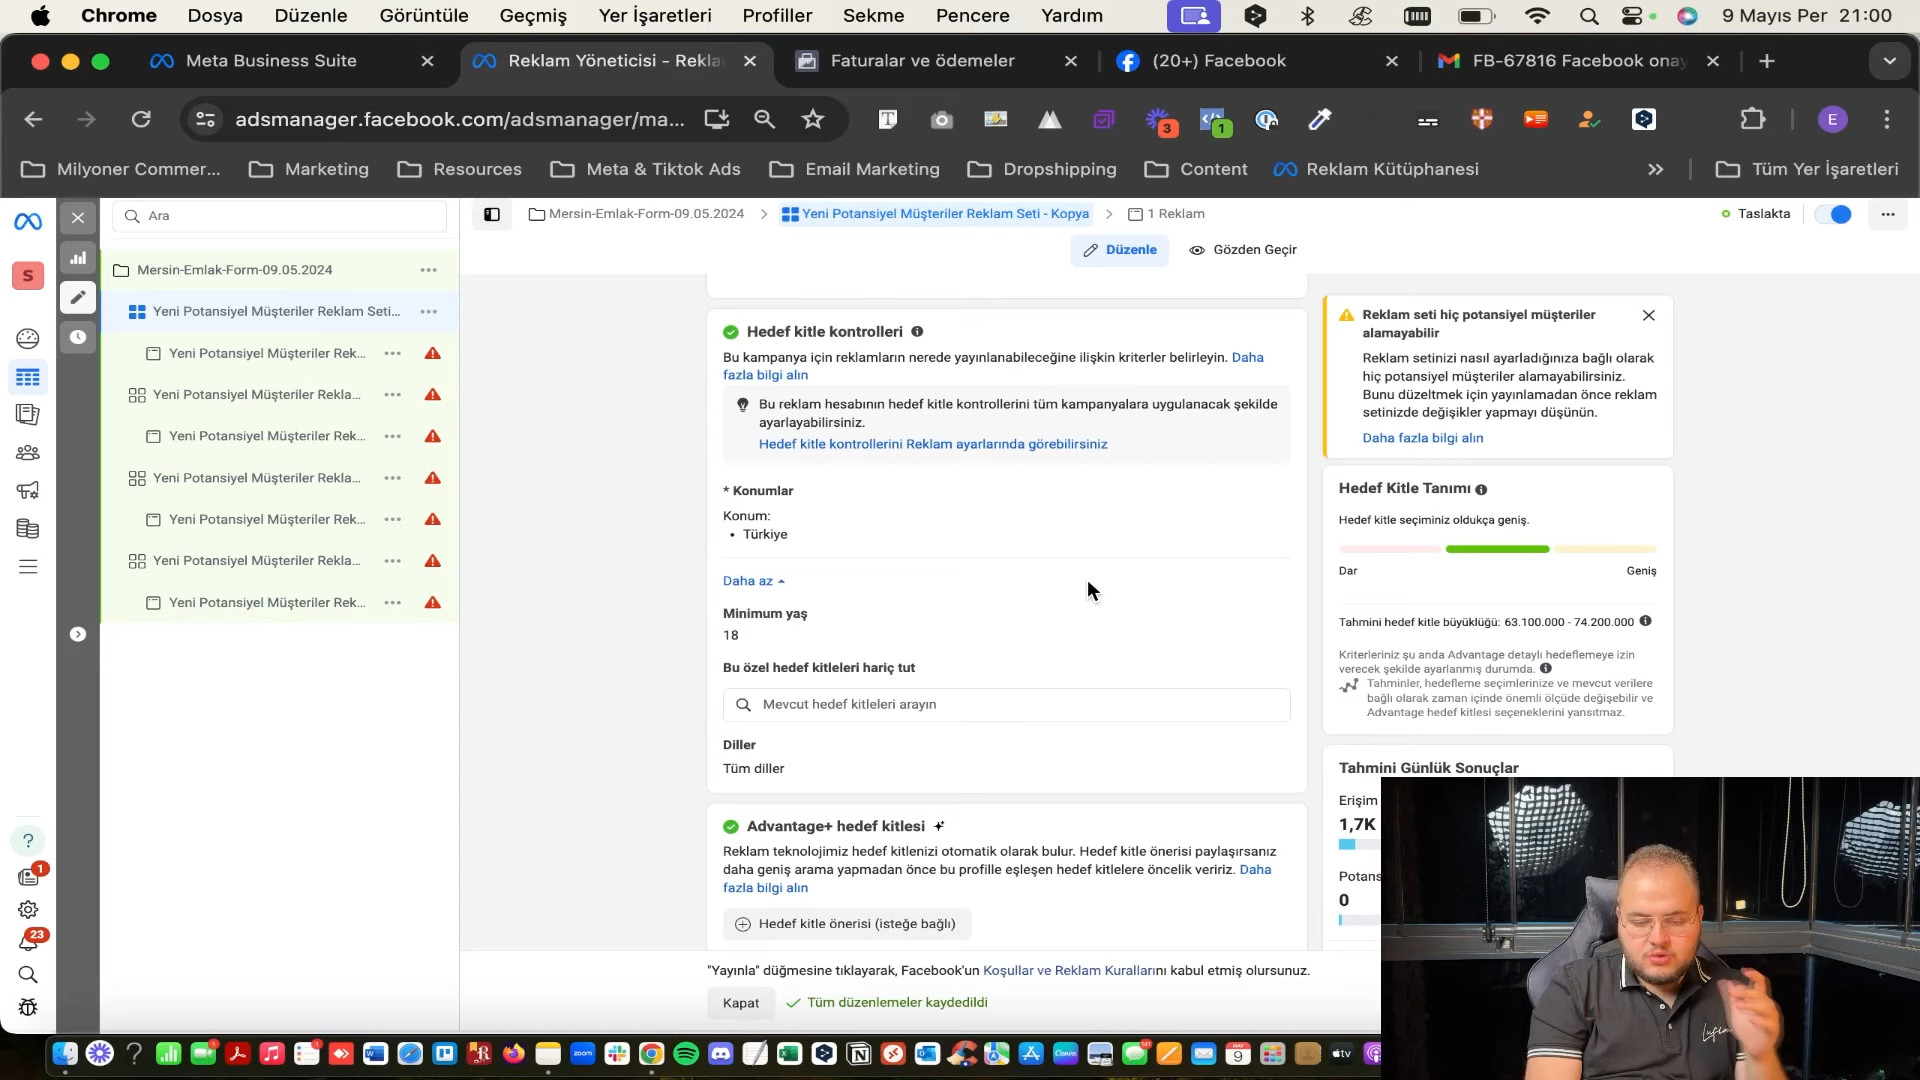 Chrome Dosya Düzenle Görüntüle Geçmiş Yer İşaretleri Profiller Sekme Pencere Yardım 9 Mayıs Per 21:00
Meta Business Suite
Reklam Yöneticisi - Rekla
Faturalar ve ödemeler
(20+) Facebook
FB-67816 Facebook onay
adsmanager.facebook.com/adsmanager/ma...
3
1
E
Milyoner Commer...
Marketing
Resources
Meta & Tiktok Ads
Email Marketing
Dropshipping
Content
Reklam Kütüphanesi
Tüm Yer İşaretleri
S
?
1
23
Ara
Mersin-Emlak-Form-09.05.2024
Yeni Potansiyel Müşteriler Reklam Seti...
Yeni Potansiyel Müşteriler Rek...
Yeni Potansiyel Müşteriler Rekla...
Yeni Potansiyel Müşteriler Rek...
Yeni Potansiyel Müşteriler Rekla...
Yeni Potansiyel Müşteriler Rek...
Yeni Potansiyel Müşteriler Rekla...
Yeni Potansiyel Müşteriler Rek...
Mersin-Emlak-Form-09.05.2024
Yeni Potansiyel Müşteriler Reklam Seti - Kopya
1 Reklam
Taslakta
Düzenle
Gözden Geçir
Hedef kitle kontrolleri
Bu kampanya için reklamların nerede yayınlanabileceğine ilişkin kriterler belirleyin. Daha
fazla bilgi alın
Bu reklam hesabının hedef kitle kontrollerini tüm kampanyalara uygulanacak şekilde
ayarlayabilirsiniz.
Hedef kitle kontrollerini Reklam ayarlarında görebilirsiniz
* Konumlar
Konum:
• Türkiye
Daha az
Minimum yaş
18
Bu özel hedef kitleleri hariç tut
Mevcut hedef kitleleri arayın
Diller
Tüm diller
Advantage+ hedef kitlesi
Reklam teknolojimiz hedef kitlenizi otomatik olarak bulur. Hedef kitle önerisi paylaşırsanız
daha geniş arama yapmadan önce bu profille eşleşen hedef kitlelere öncelik veririz. Daha
fazla bilgi alın
Hedef kitle önerisi (isteğe bağlı)
"Yayınla" düğmesine tıklayarak, Facebook'un Koşullar ve Reklam Kurallarını kabul etmiş olursunuz.
Kapat
Tüm düzenlemeler kaydedildi
Reklam seti hiç potansiyel müşteriler
alamayabilir
Reklam setinizi nasıl ayarladığınıza bağlı olarak
hiç potansiyel müşteriler alamayabilirsiniz.
Bunu düzeltmek için yayınlamadan önce reklam
setinizde değişikler yapmayı düşünün.
Daha fazla bilgi alın
Hedef Kitle Tanımı
Hedef kitle seçiminiz oldukça geniş.
Dar
Geniş
Tahmini hedef kitle büyüklüğü: 63.100.000 - 74.200.000
Kriterleriniz şu anda Advantage detaylı hedeflemeye izin
verecek şekilde ayarlanmış durumda.
Tahminler, hedefleme seçimlerinize ve mevcut verilere
bağlı olarak zaman içinde önemli ölçüde değişebilir ve
Advantage hedef kitlesi seçeneklerini yansıtmaz.
Tahmini Günlük Sonuçlar
Erişim
1,7K
Potans
0
zoom
Canva
9
tv